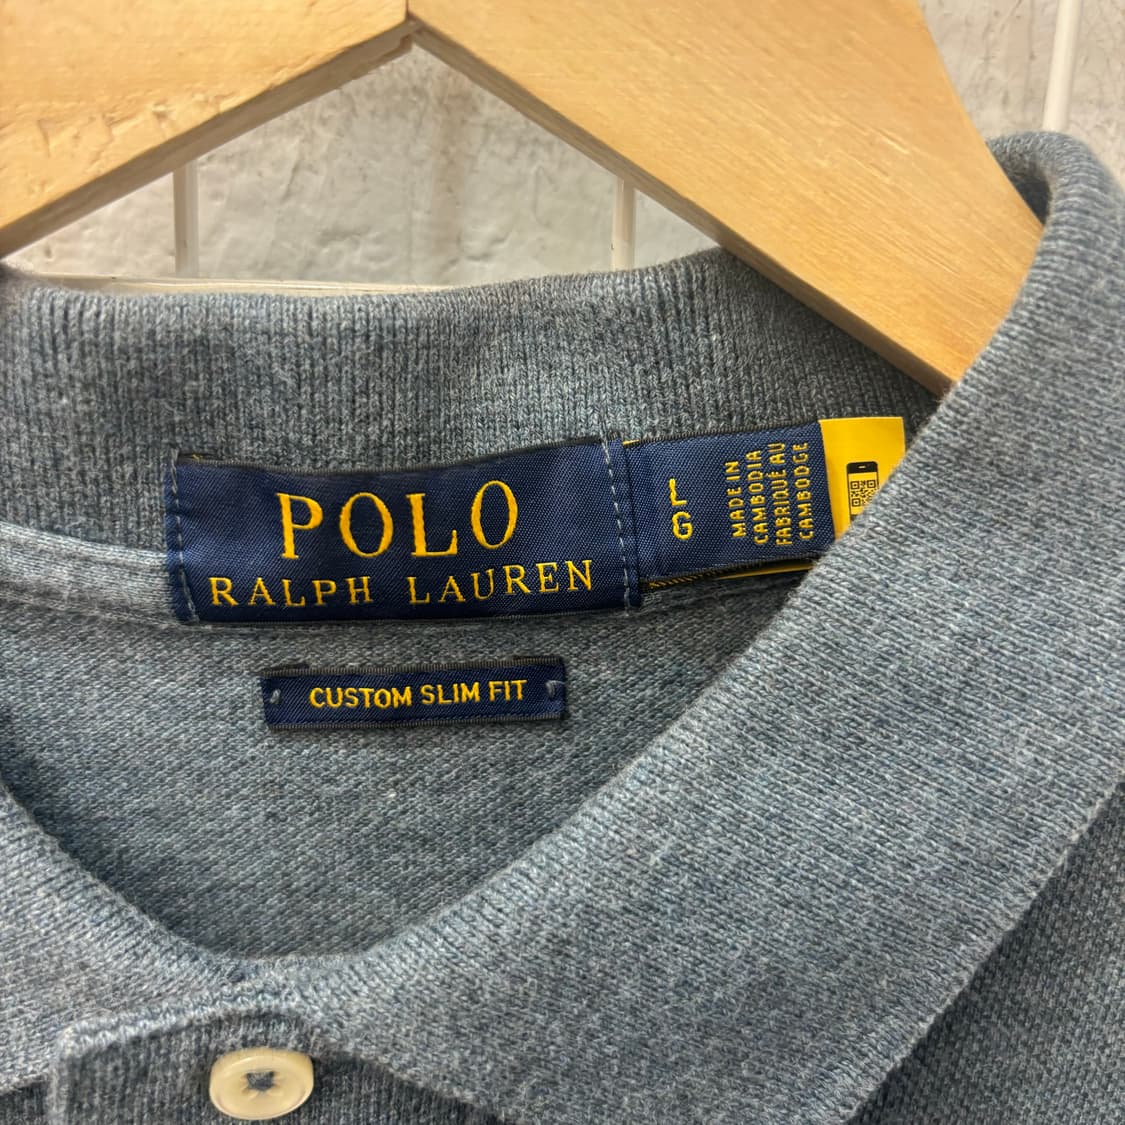 POLO
RALPH LAUREN
L
G
MADE IN
CAMBODIA
FABRIQUÉ AU
CAMBODGE
CUSTOM SLIM FIT